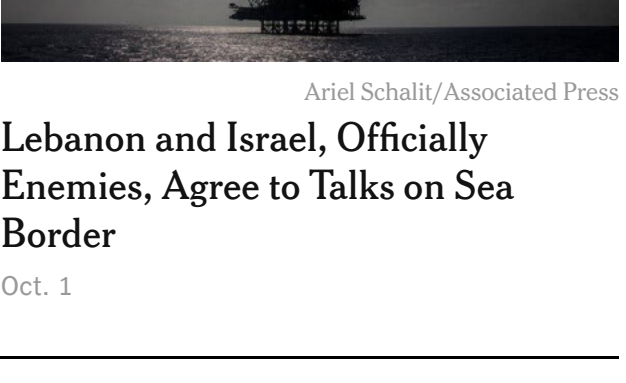 Ariel Schalit/Associated Press
Lebanon and Israel, Officially
Enemies, Agree to Talks on Sea
Border
Oct. 1